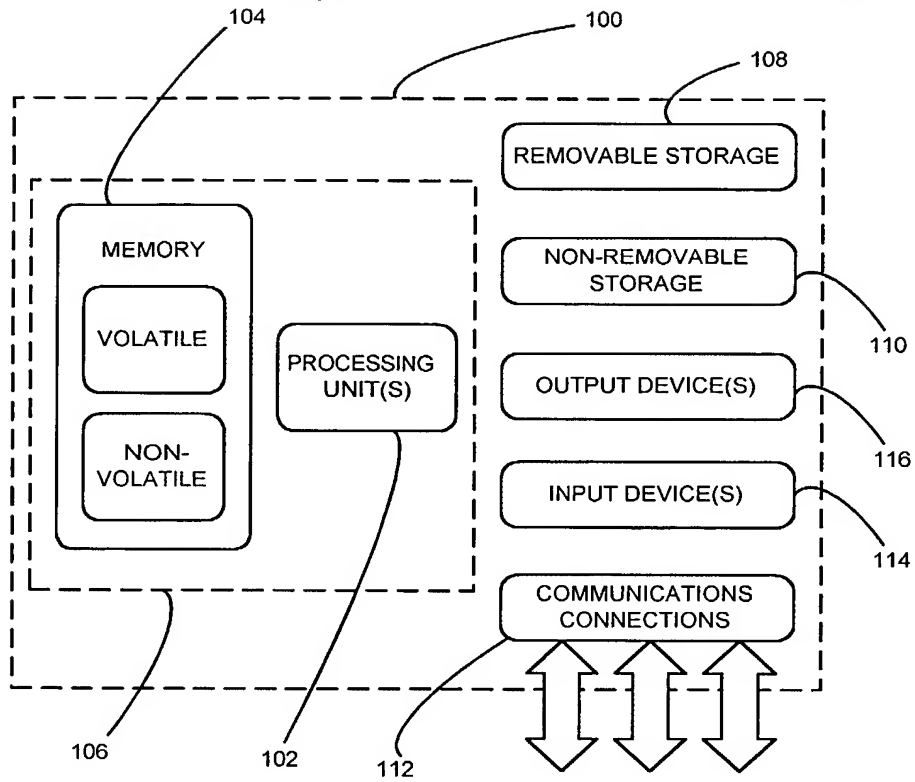 104
100
108
REMOVABLE STORAGE
MEMORY
NON-REMOVABLE
STORAGE
VOLATILE
PROCESSING
UNIT(S)
110
OUTPUT DEVICE(S)
NON-
VOLATILE
116
INPUT DEVICE(S)
114
COMMUNICATIONS
CONNECTIONS
106
102
112